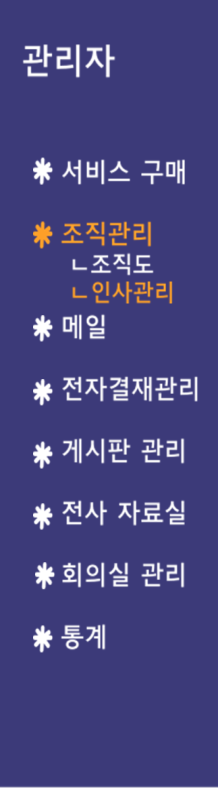 관리자
* 서비스 구매
* 조직관리
ㄴ조직도
ㄴ인사관리
* 메일
* 전자결재관리
* 게시판 관리
* 전사 자료실
* 회의실 관리
* 통계